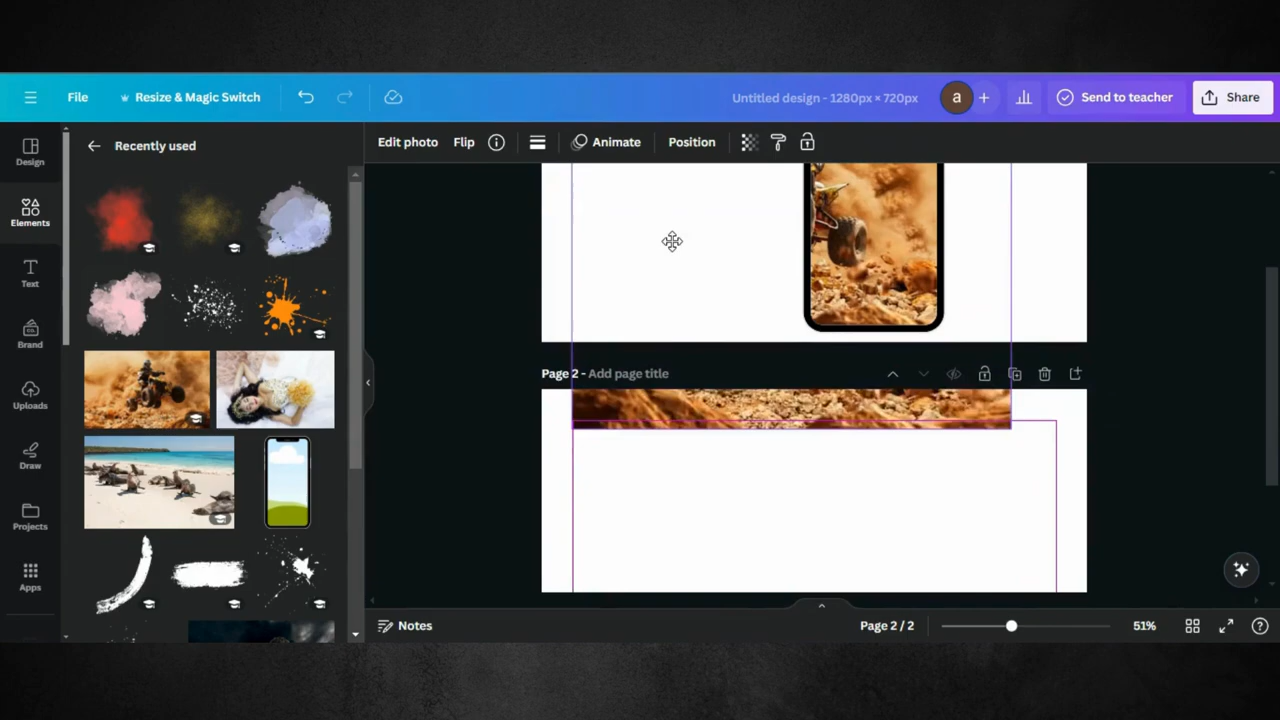 File
Resize & Magic Switch
Untitled design - 1280px × 720px
a
Send to teacher
Share
Design
Elements
Text
Brand
Uploads
Draw
Projects
Apps
Recently used
Edit photo
Flip
Animate
Position
Page 2 - Add page title
Notes
Page 2 / 2
51%